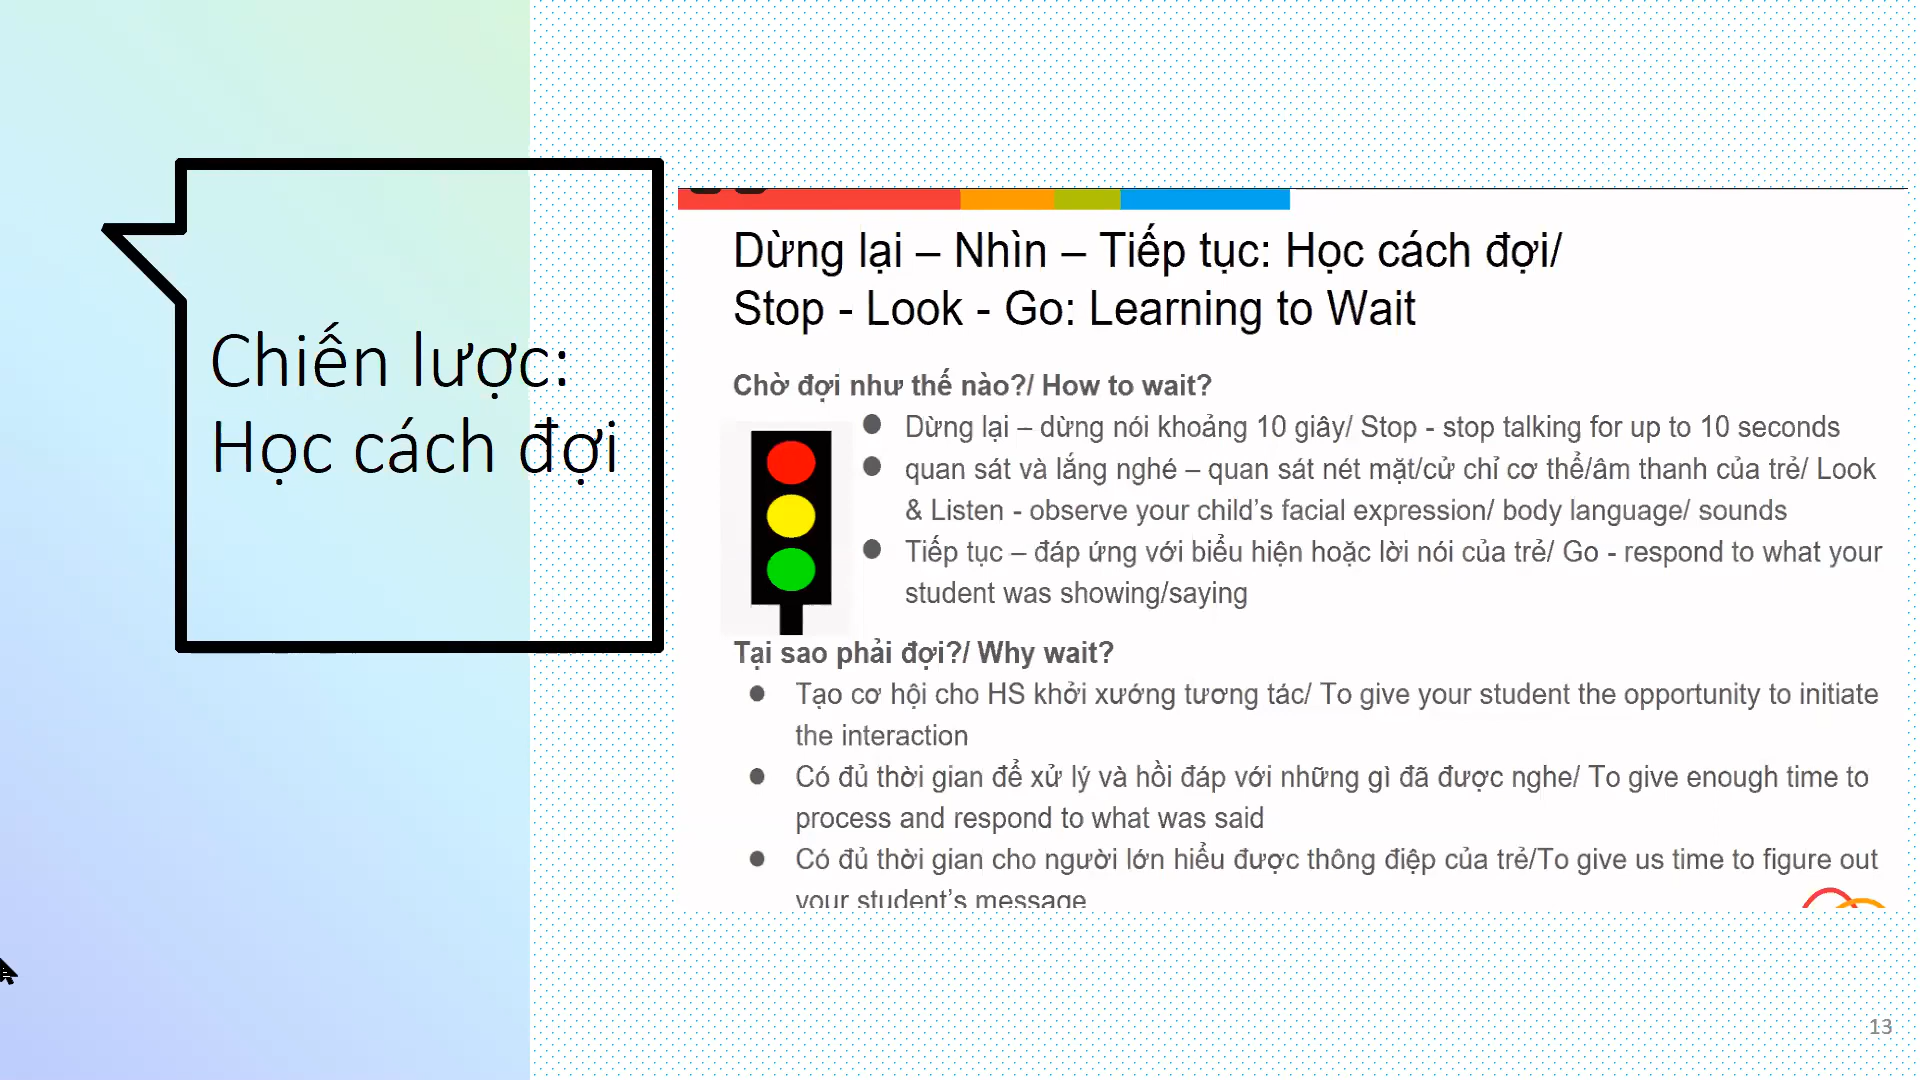 Chiến lược:
Học cách đợi
Dừng lại – Nhìn – Tiếp tục: Học cách đợi/
Stop - Look - Go: Learning to Wait
Chờ đợi như thế nào?/ How to wait?
● Dừng lại – dừng nói khoảng 10 giây/ Stop - stop talking for up to 10 seconds
● quan sát và lắng nghé – quan sát nét mặt/cử chỉ cơ thể/âm thanh của trẻ/ Look
& Listen - observe your child's facial expression/ body language/ sounds
● Tiếp tục – đáp ứng với biểu hiện hoặc lời nói của trẻ/ Go - respond to what your
student was showing/saying
Tại sao phải đợi?/ Why wait?
● Tạo cơ hội cho HS khởi xướng tương tác/ To give your student the opportunity to initiate
the interaction
● Có đủ thời gian để xử lý và hồi đáp với những gì đã được nghe/ To give enough time to
process and respond to what was said
● Có đủ thời gian cho người lớn hiểu được thông điệp của trẻ/To give us time to figure out
your student's message
13